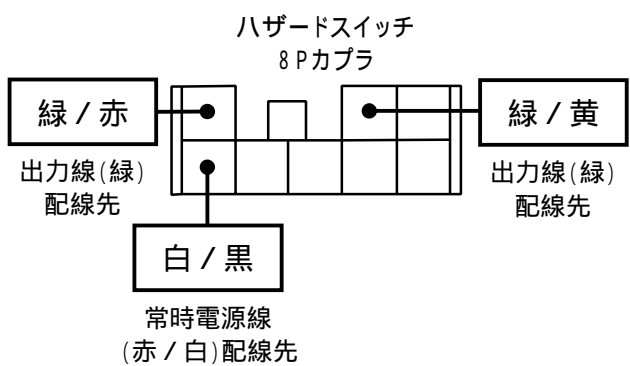 ハザードスイッチ
8Pカプラ
緑/赤
出力線(緑)
配線先
緑/黄
出力線(緑)
配線先
白/黒
常時電源線
(赤/白)配線先